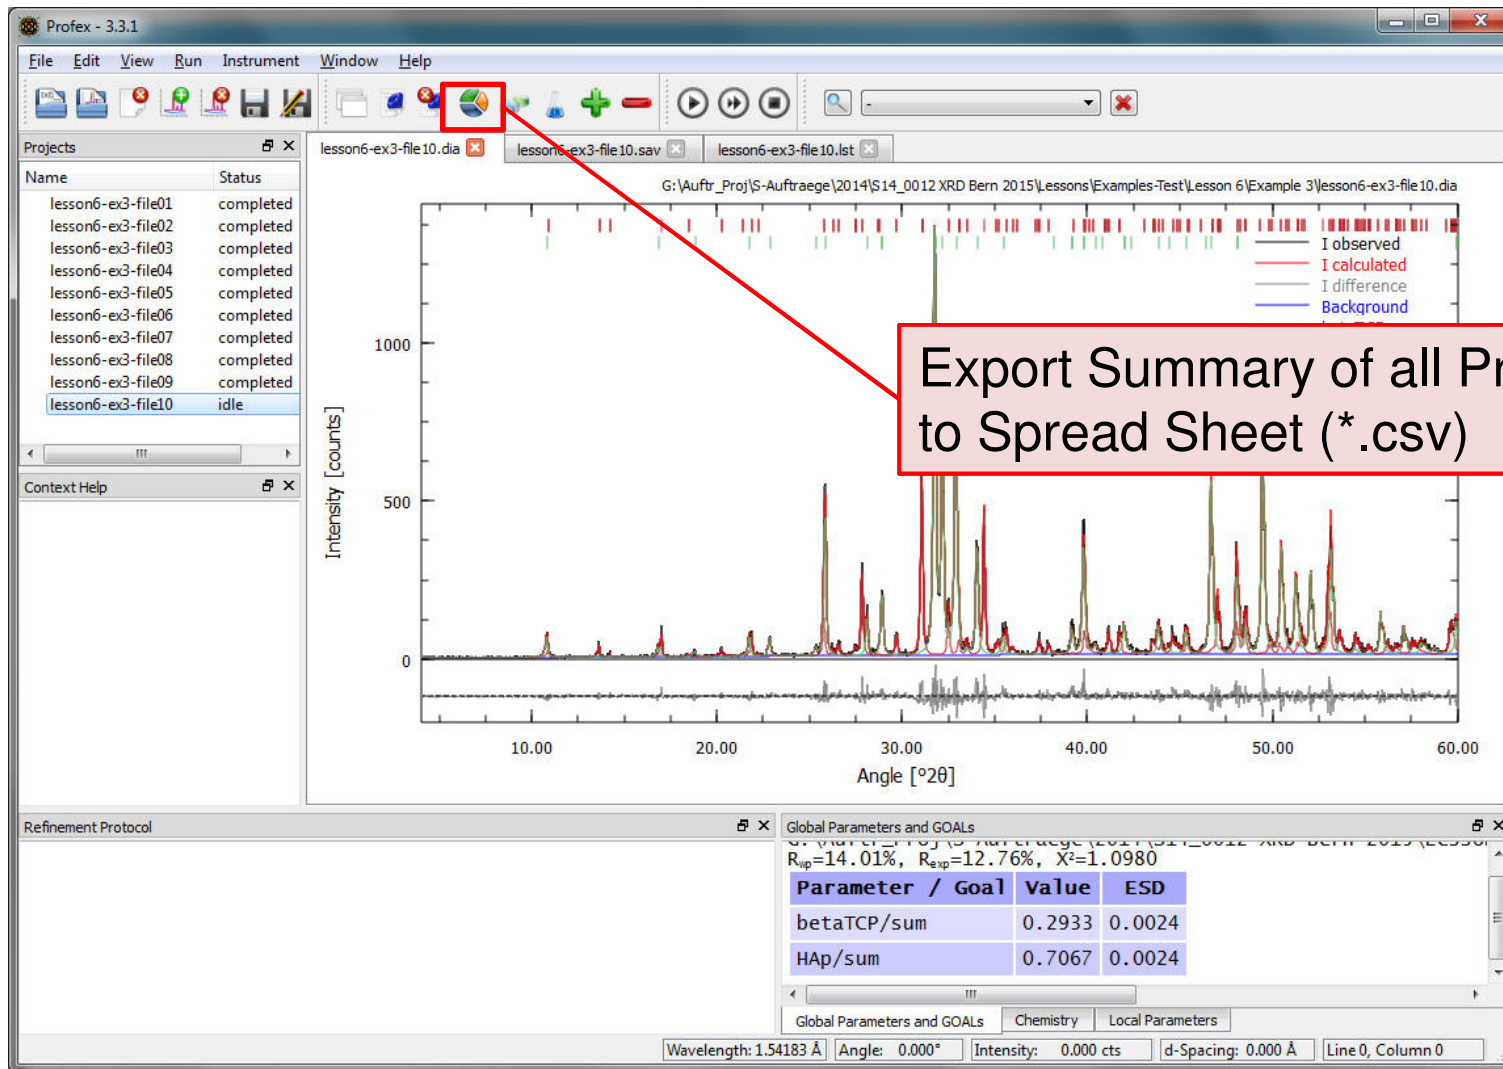 Profex - 3.3.1
File Edit View Run Instrument Window Help
-
Projects
lesson6-ex3-file10.dia lesson6-ex3-file10.sav lesson6-ex3-file10.lst
Name Status
lesson6-ex3-file01 completed
lesson6-ex3-file02 completed
lesson6-ex3-file03 completed
lesson6-ex3-file04 completed
lesson6-ex3-file05 completed
lesson6-ex3-file06 completed
lesson6-ex3-file07 completed
lesson6-ex3-file08 completed
lesson6-ex3-file09 completed
lesson6-ex3-file10 idle
Context Help
G:\Auftr_Proj\S-Auftraege\2014\S14_0012 XRD Bern 2015\Lessons\Examples-Test\Lesson 6\Example 3\lesson6-ex3-file10.dia
I observed
I calculated
I difference
Background
Export Summary of all Pr
to Spread Sheet (*.csv)
Intensity [counts]
1000
500
0
10.00 20.00 30.00 40.00 50.00 60.00
Angle [°2θ]
Refinement Protocol
Global Parameters and GOALs
Rwp=14.01%, Rexp=12.76%, X²=1.0980
Parameter / Goal Value ESD
betaTCP/sum 0.2933 0.0024
HAp/sum 0.7067 0.0024
Global Parameters and GOALs Chemistry Local Parameters
Wavelength: 1.54183 Å Angle: 0.000° Intensity: 0.000 cts d-Spacing: 0.000 Å Line 0, Column 0